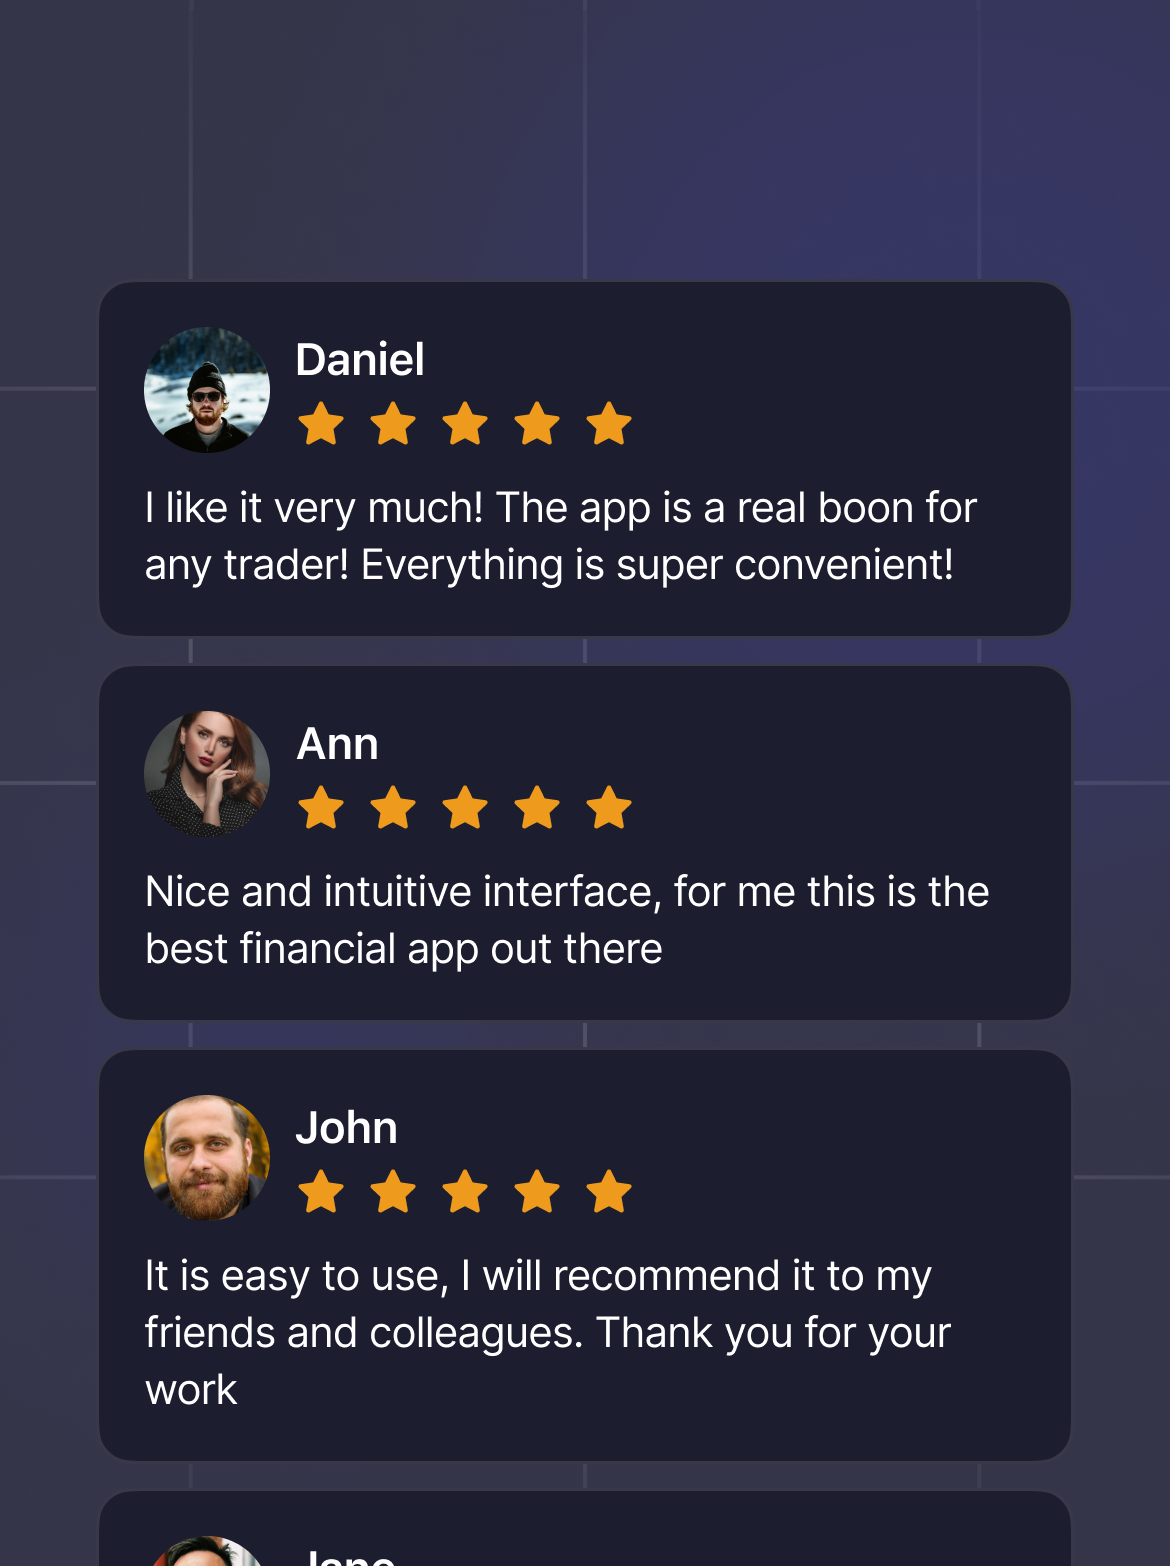 Daniel
I like it very much! The app is a real boon for
any trader! Everything is super convenient!
Ann
Nice and intuitive interface, for me this is the
best financial app out there
John
It is easy to use, I will recommend it to my
friends and colleagues. Thank you for your
work